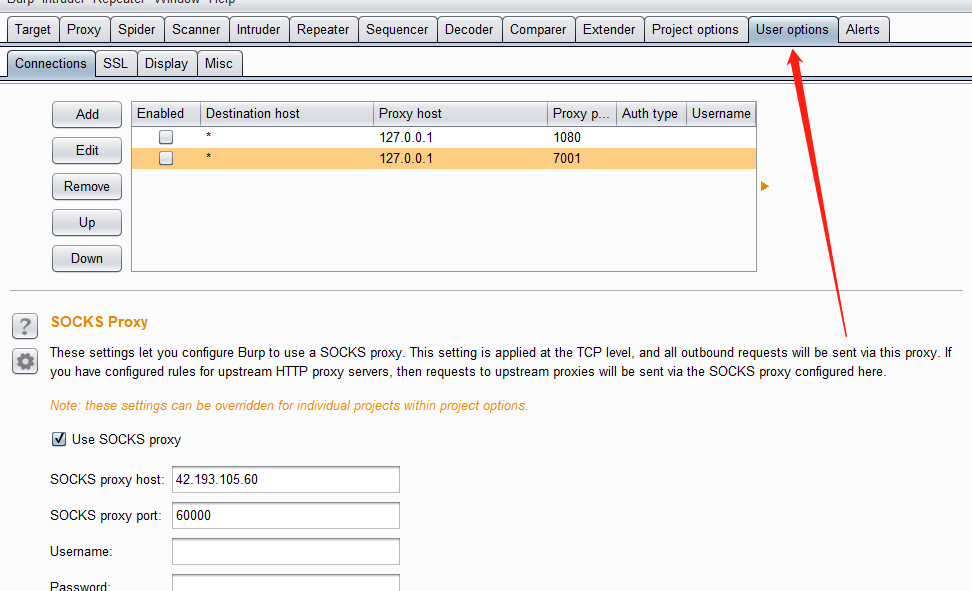 Burp Intruder Repeater Window Help
Target Proxy Spider Scanner Intruder Repeater Sequencer Decoder Comparer Extender Project options User options Alerts
Connections SSL Display Misc
Add
Edit
Remove
Up
Down
Enabled Destination host Proxy host Proxy p... Auth type Username
* 127.0.0.1 1080
* 127.0.0.1 7001
? SOCKS Proxy
These settings let you configure Burp to use a SOCKS proxy. This setting is applied at the TCP level, and all outbound requests will be sent via this proxy. If
you have configured rules for upstream HTTP proxy servers, then requests to upstream proxies will be sent via the SOCKS proxy configured here.
Note: these settings can be overridden for individual projects within project options.
Use SOCKS proxy
SOCKS proxy host: 42.193.105.60
SOCKS proxy port: 60000
Username:
Password: